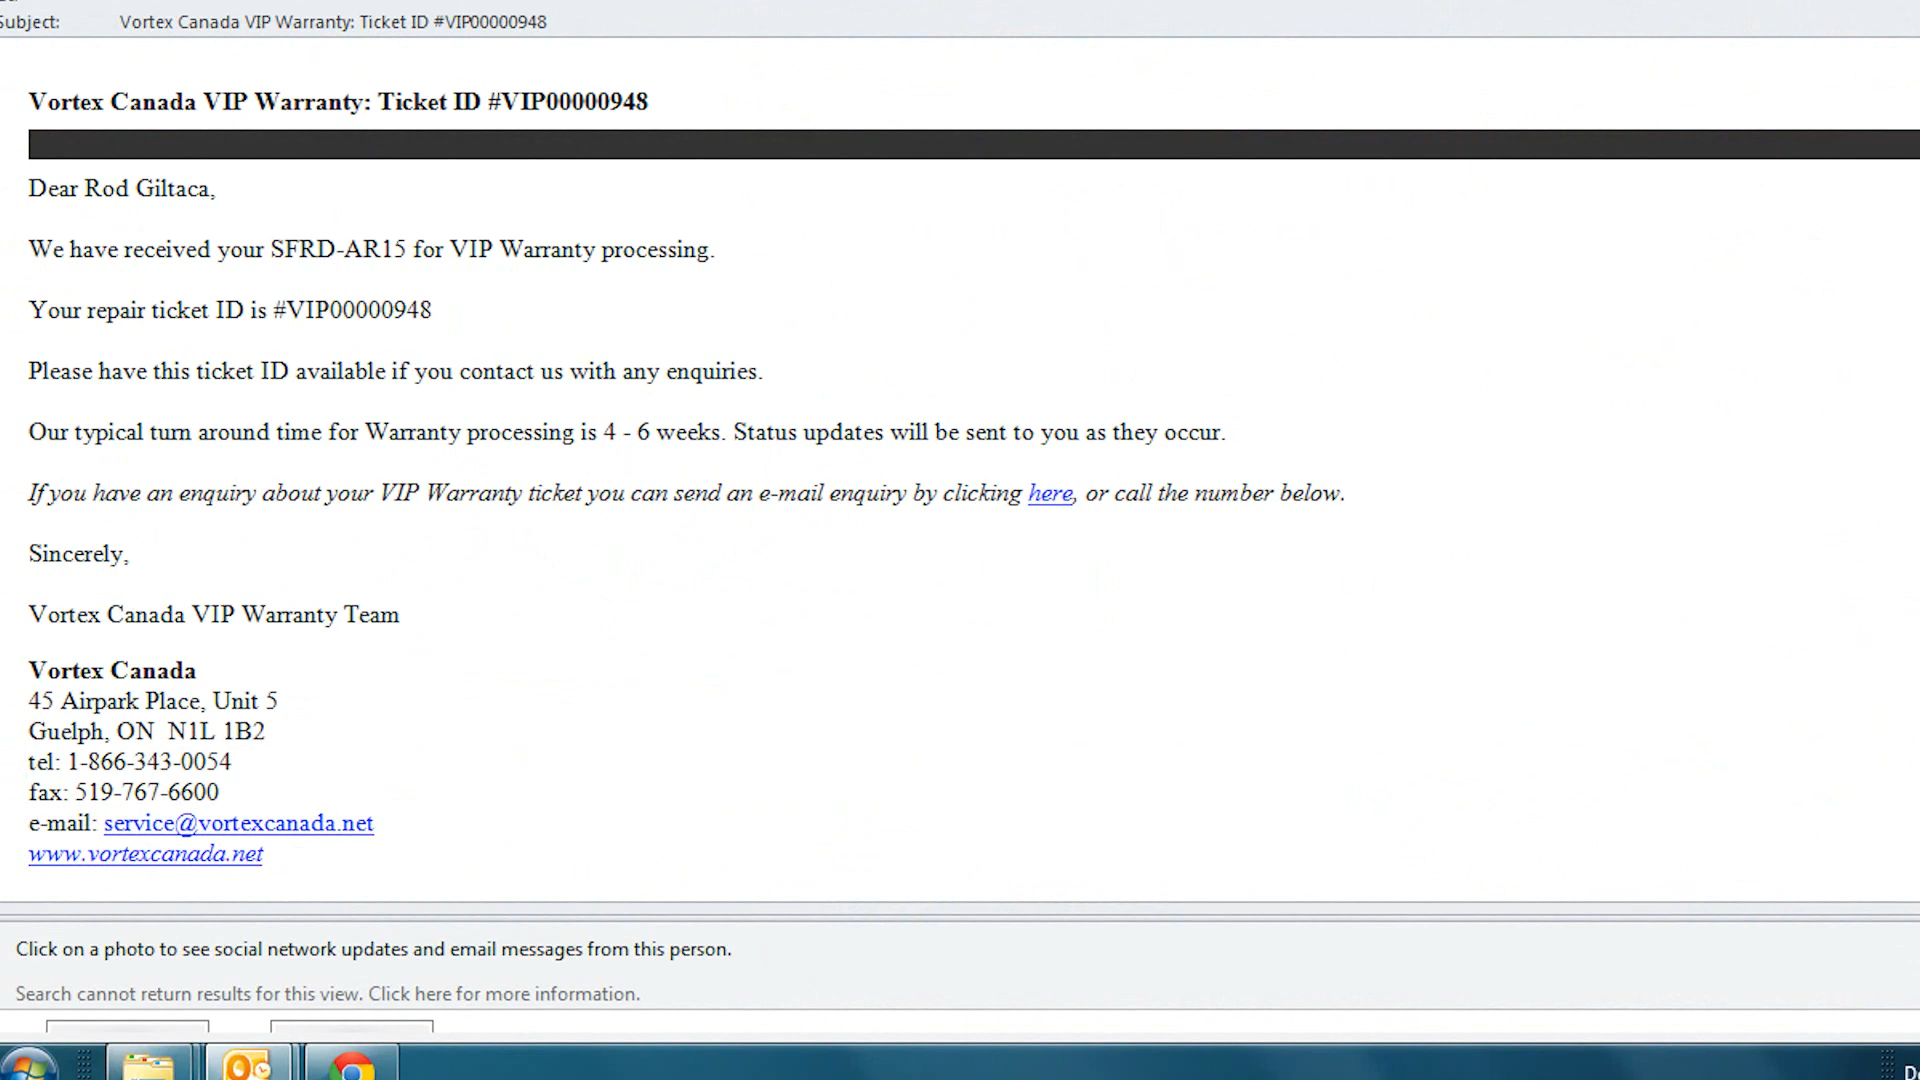 Subject: Vortex Canada VIP Warranty: Ticket ID #VIP00000948
Vortex Canada VIP Warranty: Ticket ID #VIP00000948
Dear Rod Giltaca,
We have received your SFRD-AR15 for VIP Warranty processing.
Your repair ticket ID is #VIP00000948
Please have this ticket ID available if you contact us with any enquiries.
Our typical turn around time for Warranty processing is 4 - 6 weeks. Status updates will be sent to you as they occur.
If you have an enquiry about your VIP Warranty ticket you can send an e-mail enquiry by clicking here, or call the number below.
Sincerely,
Vortex Canada VIP Warranty Team
Vortex Canada
45 Airpark Place, Unit 5
Guelph, ON  N1L 1B2
tel: 1-866-343-0054
fax: 519-767-6600
e-mail: service@vortexcanada.net
www.vortexcanada.net
Click on a photo to see social network updates and email messages from this person.
Search cannot return results for this view. Click here for more information.